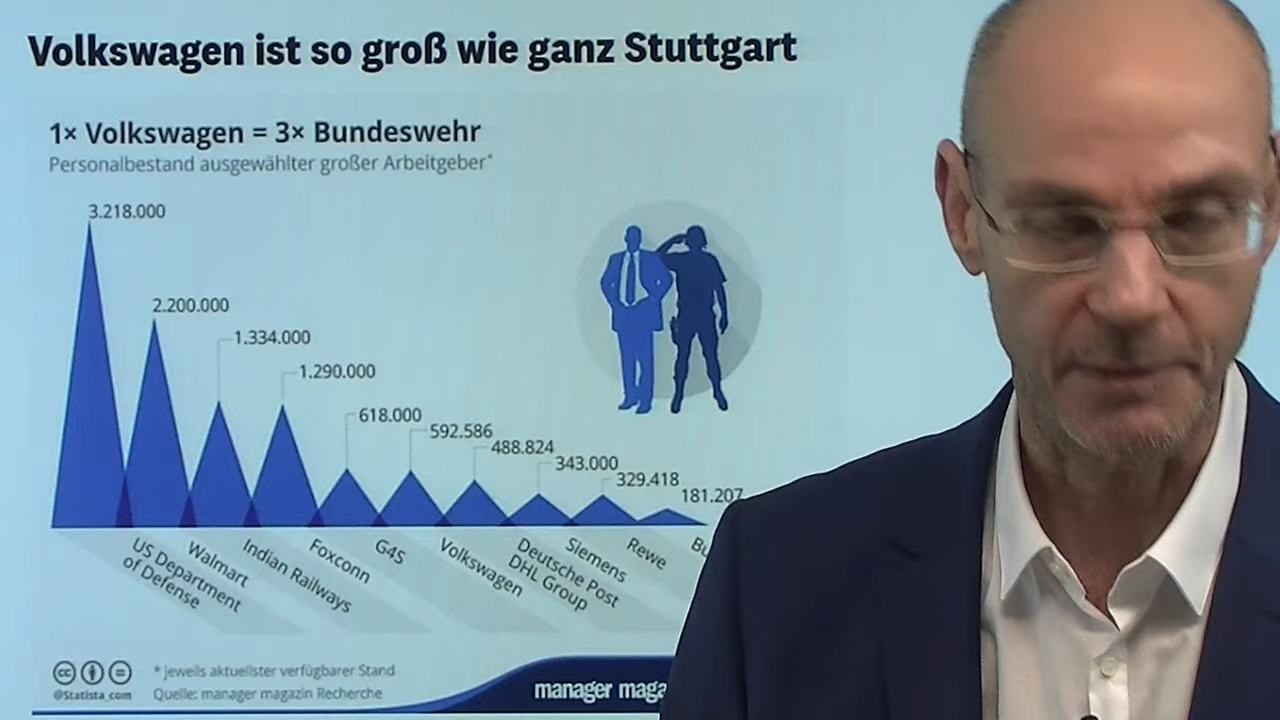 Volkswagen ist so groß wie ganz Stuttgart
1× Volkswagen = 3× Bundeswehr
Personalbestand ausgewählter großer Arbeitgeber*
3.218.000
2.200.000
1.334.000
1.290.000
618.000
592.586
488.824
343.000
329.418
181.207
US Department
of Defense
Walmart
Indian Railways
Foxconn
G4S
Volkswagen
Deutsche Post
DHL Group
Siemens
Rewe
* jeweils aktuellster verfügbarer Stand
@Statista_com
Quelle: manager magazin Recherche
manager